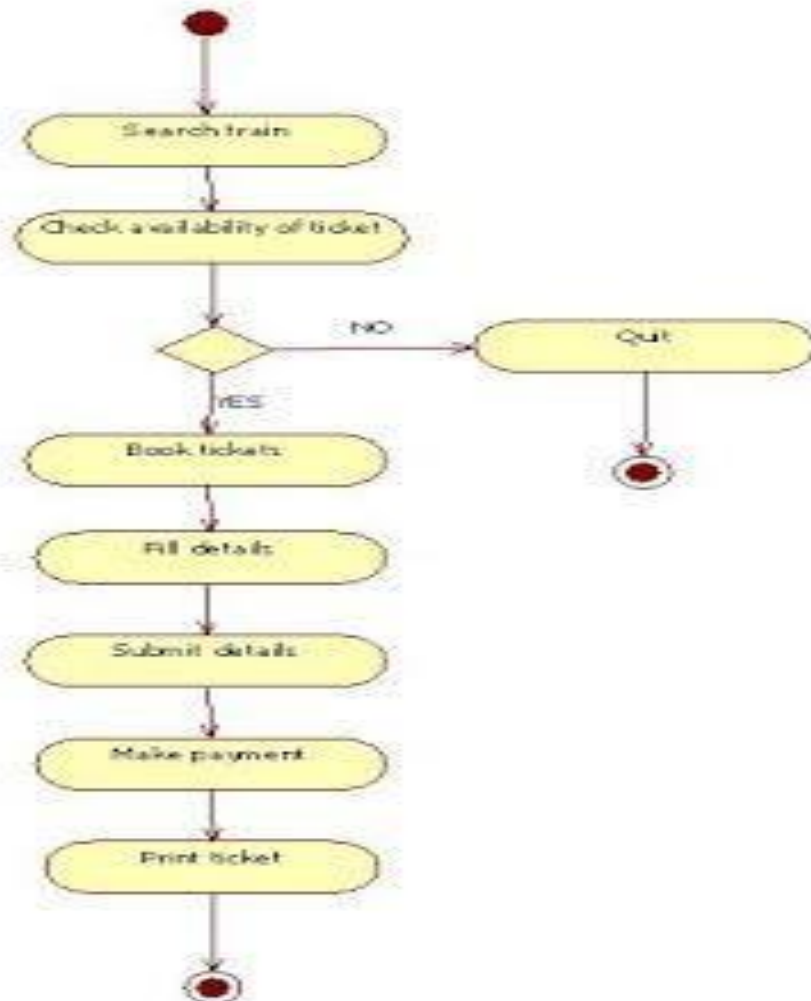 Search train
Check availability of ticket
NO
Quit
YES
Book tickets
Fill details
Submit details
Make payment
Print ticket